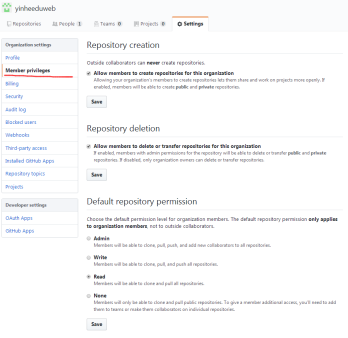 yinheeduweb
Repositories People 1 Teams 0 Projects 0 Settings
Organization settings
Profile
Member privileges
Billing
Security
Audit log
Blocked users
Webhooks
Third-party access
Installed GitHub Apps
Repository topics
Projects
Developer settings
OAuth Apps
GitHub Apps
Repository creation
Outside collaborators can never create repositories.
Allow members to create repositories for this organization
Allowing your organization's members to create repositories lets them share and work on projects more openly. If
enabled, members will be able to create public and private repositories.
Save
Repository deletion
Allow members to delete or transfer repositories for this organization
If enabled, members with admin permissions for the repository will be able to delete or transfer public and private
repositories. If disabled, only organization owners can delete or transfer repositories.
Save
Default repository permission
Choose the default permission level for organization members. The default repository permission only applies
to organization members, not to outside collaborators.
Admin
Members will be able to clone, pull, push, and add new collaborators to all repositories.
Write
Members will be able to clone, pull, and push all repositories.
Read
Members will be able to clone and pull all repositories.
None
Members will only be able to clone and pull public repositories. To give a member additional access, you'll need to add
them to teams or make them collaborators on individual repositories.
Save